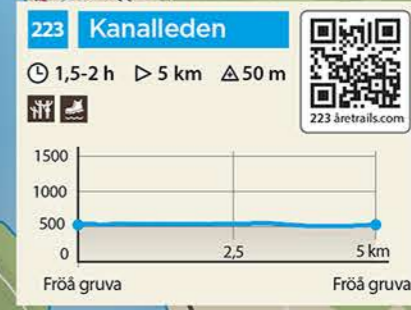 223 Kanalleden
1,5-2 h 5 km 50 m
223 åretrails.com
1500
1000
500
0 2,5 5 km
Fröå gruva Fröå gruva